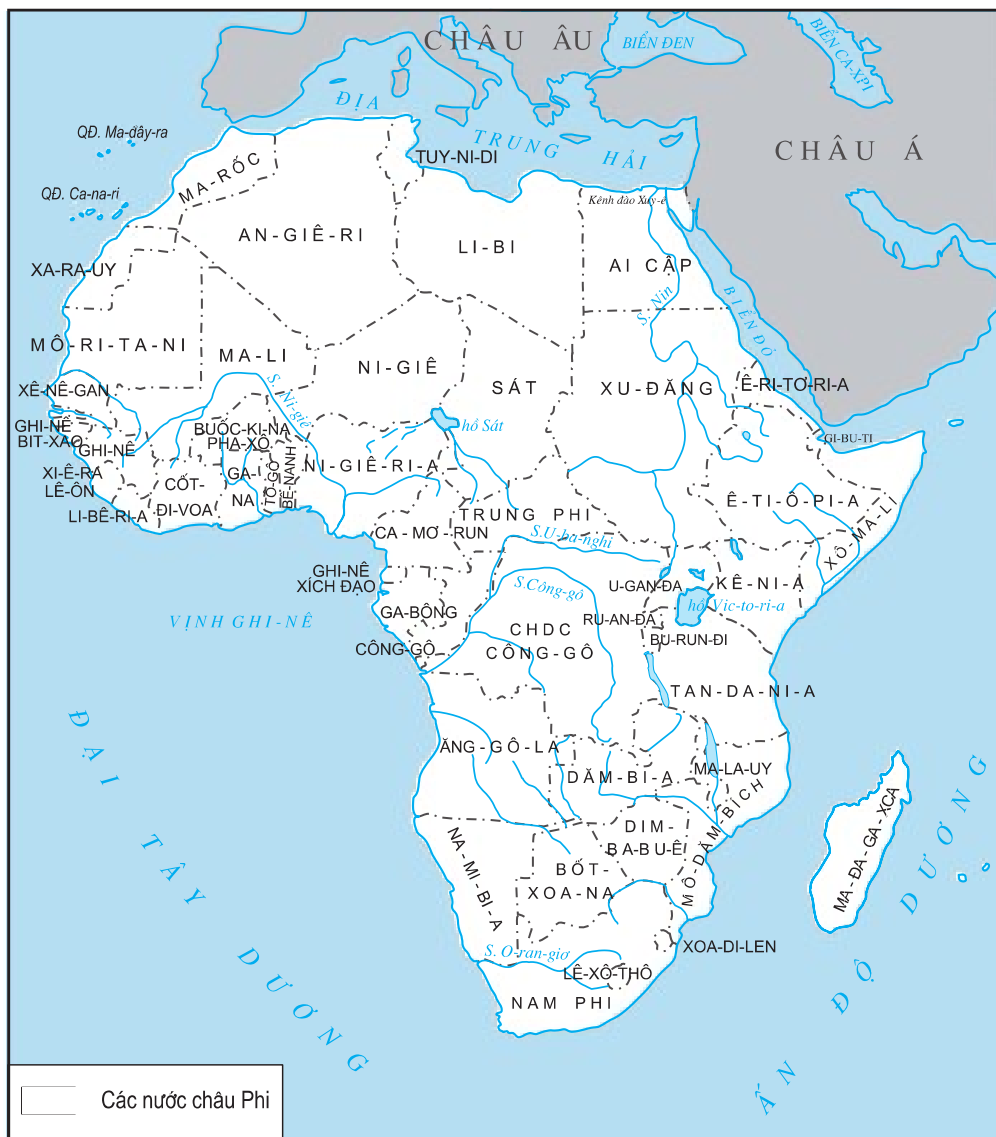 CHÂU ÂU
BIỂN ĐEN
BIỂN CA-XPI
ĐỊA
TRUNG HẢI
CHÂU Á
QĐ. Ma-đây-ra
QĐ. Ca-na-ri
MA-RỐC
TUY-NI-DI
Kênh đào Xuy-ê
AN-GIÊ-RI
LI-BI
AI CẬP
XA-RA-UY
S. Nin
BIỂN ĐỎ
MÔ-RI-TA-NI
MA-LI
NI-GIÊ
SÁT
XU-ĐĂNG
Ê-RI-TƠ-RI-A
XÊ-NÊ-GAN
S. Ni-giê
hồ Sát
GI-BU-TI
GHI-NÊ
BIT-XAO
GHI-NÊ
BUỐC-KI-NA
PHA-XÔ
XI-Ê-RA
LÊ-ÔN
CỐT-
ĐI-VOA
GA-
NA
TÔ-GÔ
BÊ-NANH
NI-GIÊ-RI-A
LI-BÊ-RI-A
Ê-TI-Ô-PI-A
XÔ-MA-LI
TRUNG PHI
CA-MƠ-RUN
S.U-ba-nghi
GHI-NÊ
XÍCH ĐẠO
S.Công-gô
U-GAN-ĐA
KÊ-NI-A
hồ Vic-to-ri-a
VỊNH GHI-NÊ
GA-BÔNG
RU-AN-ĐA
BU-RUN-ĐI
CÔNG-GÔ
CHDC
CÔNG-GÔ
TAN-DA-NI-A
ĂNG-GÔ-LA
DĂM-BI-A
MA-LA-UY
MÔ-DĂM-BÍCH
MA-ĐA-GA-XCA
DIM-
BA-BU-Ê
NA-MI-BI-A
BỐT-
XOA-NA
XOA-DI-LEN
S. O-ran-giơ
LÊ-XÔ-THÔ
NAM PHI
ĐẠI TÂY DƯƠNG
ẤN ĐỘ DƯƠNG
Các nước châu Phi